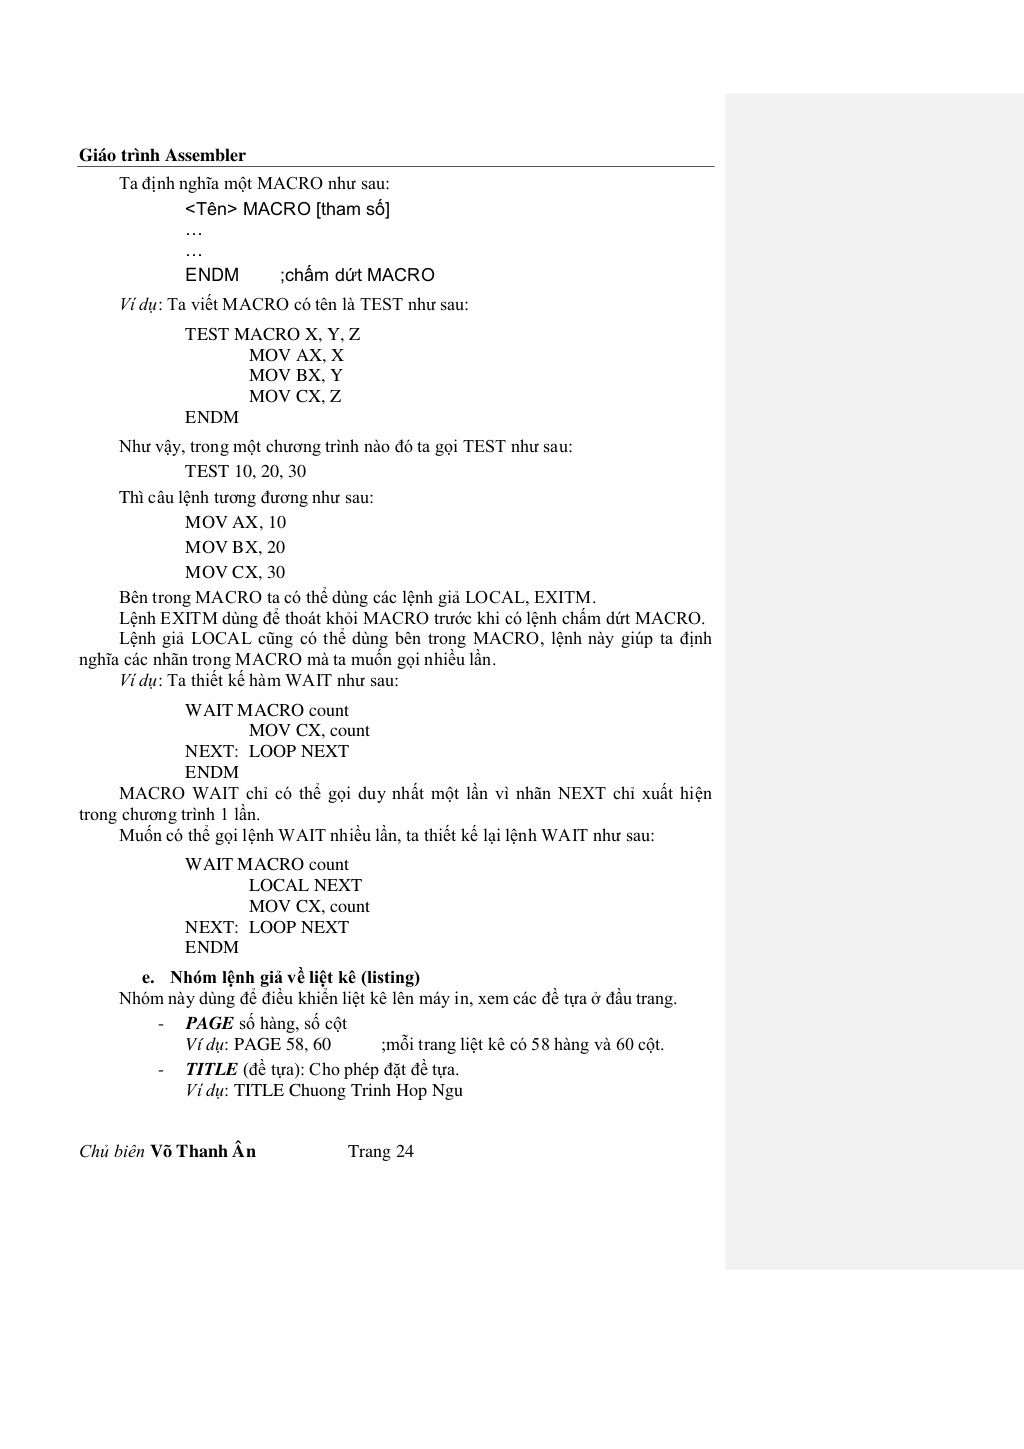 Giáo trình Assembler
Ta định nghĩa một MACRO như sau:
<Tên> MACRO [tham số]
…
…
ENDM ;chấm dứt MACRO
Ví dụ: Ta viết MACRO có tên là TEST như sau:
TEST MACRO X, Y, Z
MOV AX, X
MOV BX, Y
MOV CX, Z
ENDM
Như vậy, trong một chương trình nào đó ta gọi TEST như sau:
TEST 10, 20, 30
Thì câu lệnh tương đương như sau:
MOV AX, 10
MOV BX, 20
MOV CX, 30
Bên trong MACRO ta có thể dùng các lệnh giả LOCAL, EXITM.
Lệnh EXITM dùng để thoát khỏi MACRO trước khi có lệnh chấm dứt MACRO.
Lệnh giả LOCAL cũng có thể dùng bên trong MACRO, lệnh này giúp ta định
nghĩa các nhãn trong MACRO mà ta muốn gọi nhiều lần.
Ví dụ: Ta thiết kế hàm WAIT như sau:
WAIT MACRO count
MOV CX, count
NEXT: LOOP NEXT
ENDM
MACRO WAIT chỉ có thể gọi duy nhất một lần vì nhãn NEXT chỉ xuất hiện
trong chương trình 1 lần.
Muốn có thể gọi lệnh WAIT nhiều lần, ta thiết kế lại lệnh WAIT như sau:
WAIT MACRO count
LOCAL NEXT
MOV CX, count
NEXT: LOOP NEXT
ENDM
e. Nhóm lệnh giả về liệt kê (listing)
Nhóm này dùng để điều khiển liệt kê lên máy in, xem các đề tựa ở đầu trang.
- PAGE số hàng, số cột
Ví dụ: PAGE 58, 60 ;mỗi trang liệt kê có 58 hàng và 60 cột.
- TITLE (đề tựa): Cho phép đặt đề tựa.
Ví dụ: TITLE Chuong Trinh Hop Ngu
Chủ biên Võ Thanh Ân Trang 24